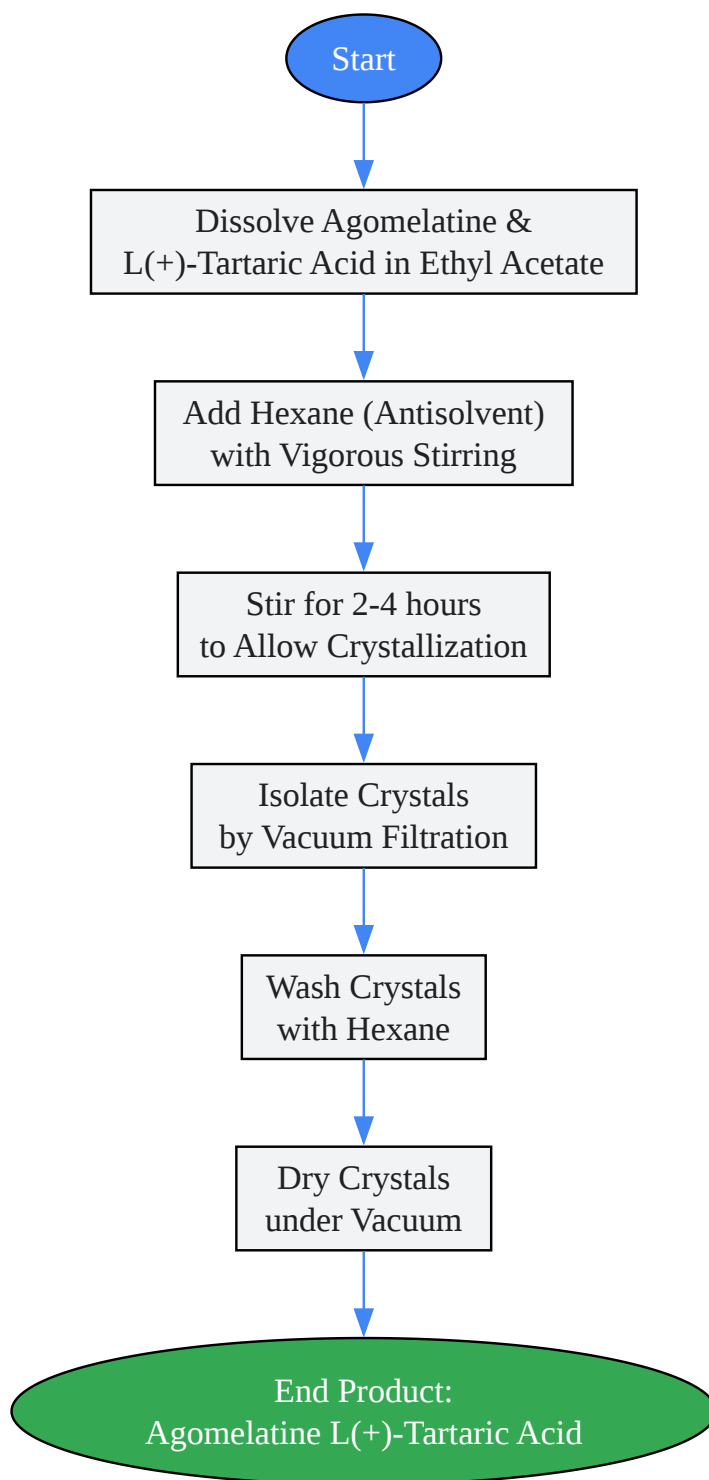 Start
Dissolve Agomelatine &
L(+)-Tartaric Acid in Ethyl Acetate
Add Hexane (Antisolvent)
with Vigorous Stirring
Stir for 2-4 hours
to Allow Crystallization
Isolate Crystals
by Vacuum Filtration
Wash Crystals
with Hexane
Dry Crystals
under Vacuum
End Product:
Agomelatine L(+)-Tartaric Acid